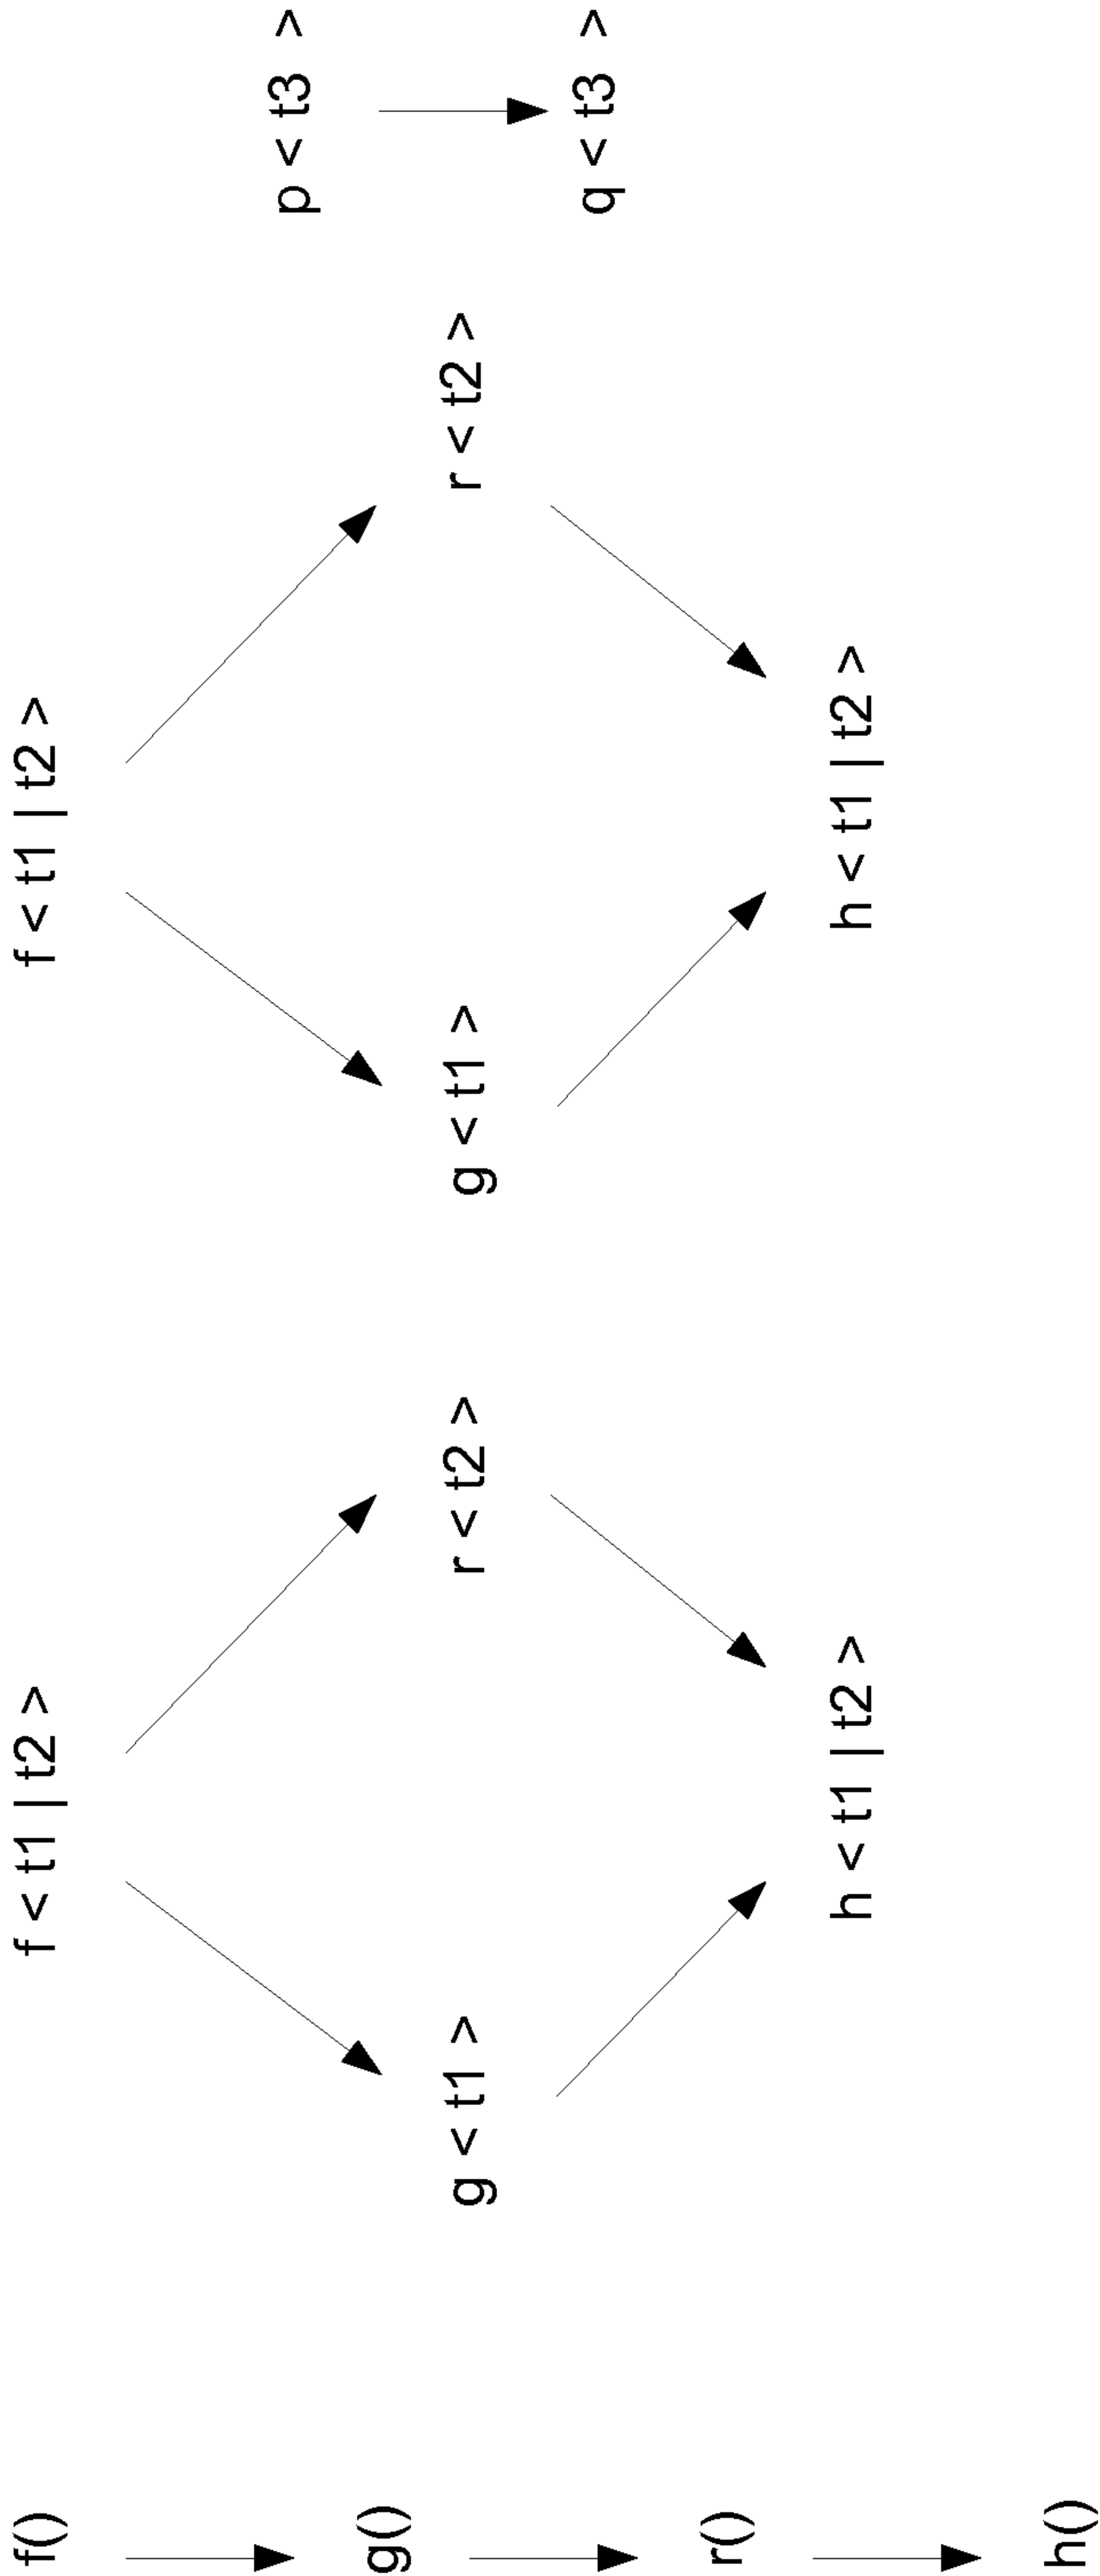 f()
g()
r()
h()
f < t1 | t2 >
g < t1 >
r < t2 >
h < t1 | t2 >
f < t1 | t2 >
g < t1 >
r < t2 >
h < t1 | t2 >
p < t3 >
q < t3 >